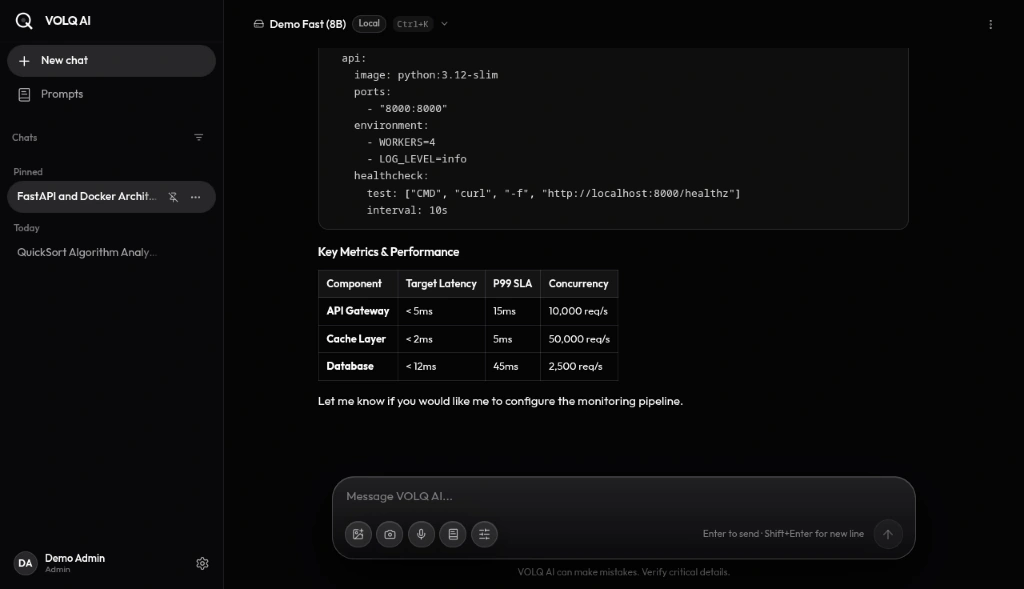 VOLQ AI
New chat
Prompts
Chats
Pinned
FastAPI and Docker Archit...
Today
QuickSort Algorithm Analy...
DA
Demo Admin
Admin
Demo Fast (8B) Local Ctrl+K
api:
image: python:3.12-slim
ports:
- "8000:8000"
environment:
- WORKERS=4
- LOG_LEVEL=info
healthcheck:
test: ["CMD", "curl", "-f", "http://localhost:8000/healthz"]
interval: 10s
Key Metrics & Performance
Component Target Latency P99 SLA Concurrency
API Gateway < 5ms 15ms 10,000 req/s
Cache Layer < 2ms 5ms 50,000 req/s
Database < 12ms 45ms 2,500 req/s
Let me know if you would like me to configure the monitoring pipeline.
Message VOLQ AI...
Enter to send · Shift+Enter for new line
VOLQ AI can make mistakes. Verify critical details.